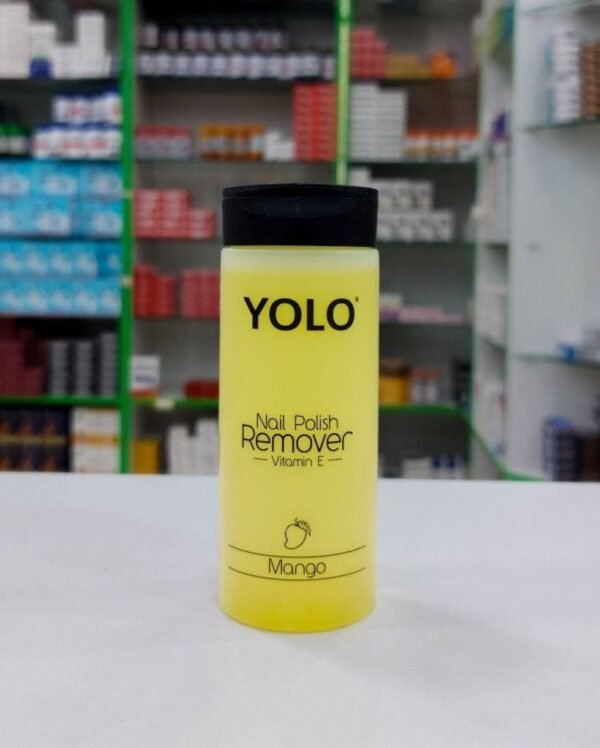 YOLO®
Nail Polish
Remover
— Vitamin E —
Mango